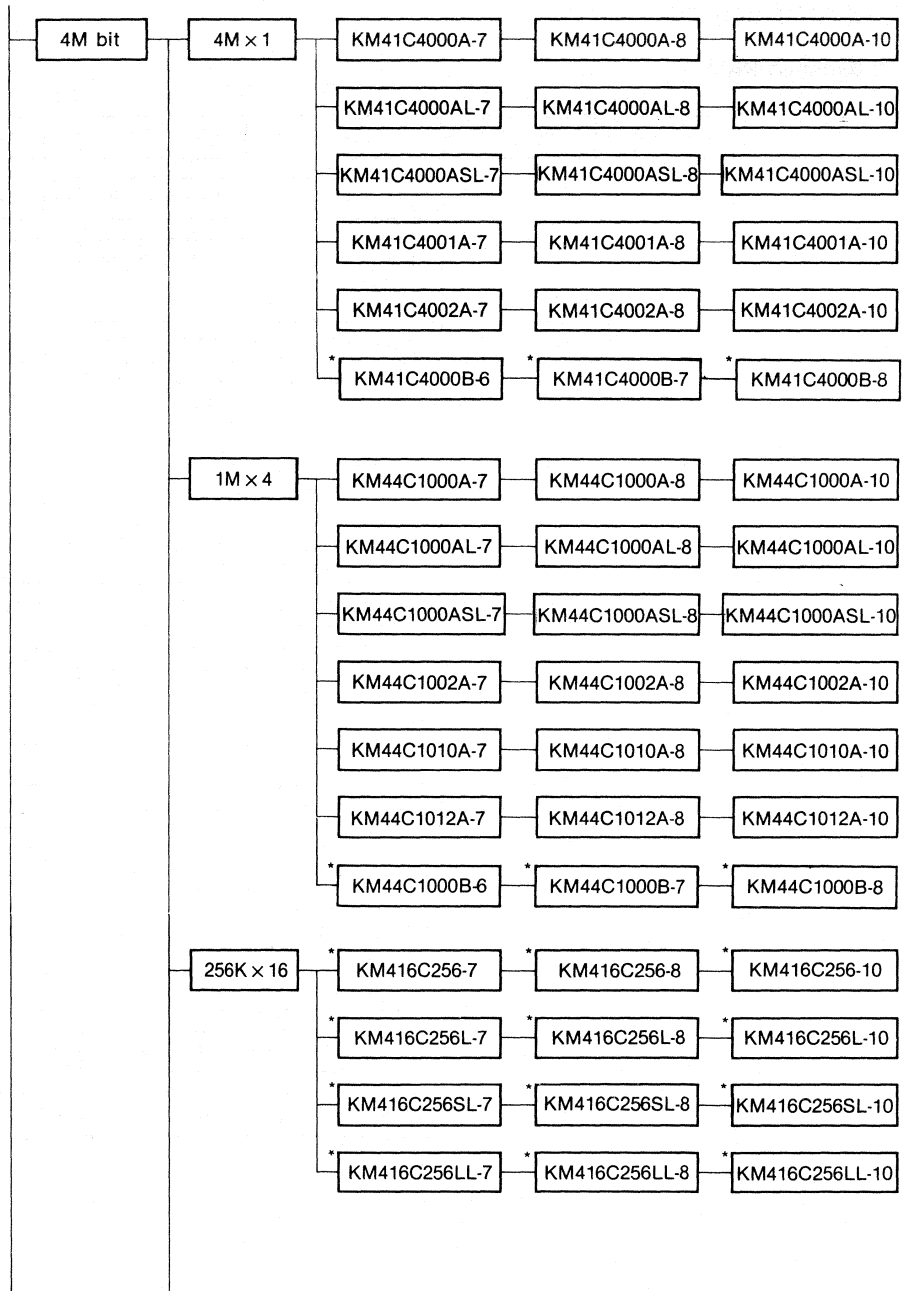 4M bit 4M × 1 KM41C4000A-7 KM41C4000A-8 KM41C4000A-10
KM41C4000AL-7 KM41C4000AL-8 KM41C4000AL-10
KM41C4000ASL-7 KM41C4000ASL-8 KM41C4000ASL-10
KM41C4001A-7 KM41C4001A-8 KM41C4001A-10
KM41C4002A-7 KM41C4002A-8 KM41C4002A-10
* KM41C4000B-6 * KM41C4000B-7 * KM41C4000B-8
1M × 4 KM44C1000A-7 KM44C1000A-8 KM44C1000A-10
KM44C1000AL-7 KM44C1000AL-8 KM44C1000AL-10
KM44C1000ASL-7 KM44C1000ASL-8 KM44C1000ASL-10
KM44C1002A-7 KM44C1002A-8 KM44C1002A-10
KM44C1010A-7 KM44C1010A-8 KM44C1010A-10
KM44C1012A-7 KM44C1012A-8 KM44C1012A-10
* KM44C1000B-6 * KM44C1000B-7 * KM44C1000B-8
256K × 16 * KM416C256-7 * KM416C256-8 * KM416C256-10
* KM416C256L-7 * KM416C256L-8 * KM416C256L-10
* KM416C256SL-7 * KM416C256SL-8 * KM416C256SL-10
* KM416C256LL-7 * KM416C256LL-8 * KM416C256LL-10